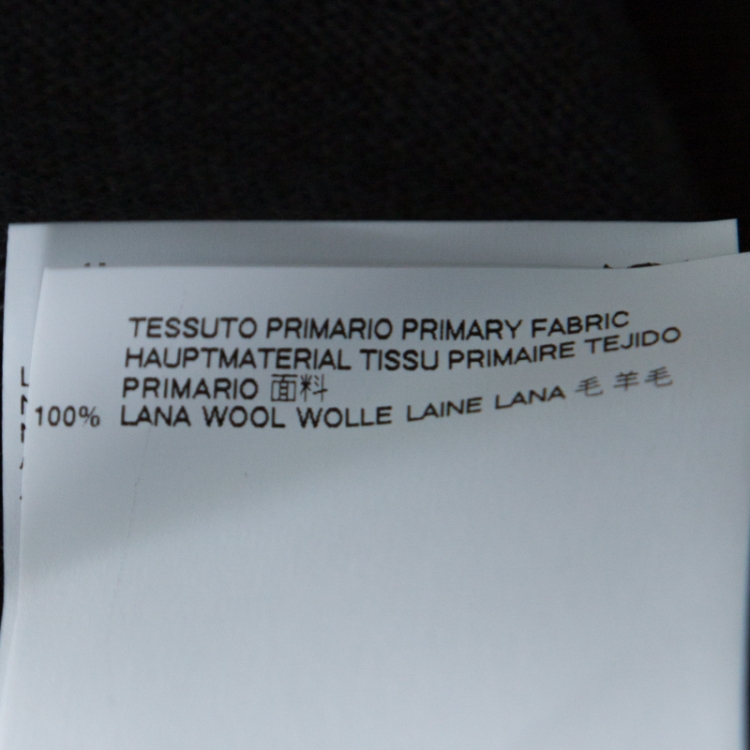 TESSUTO PRIMARIO PRIMARY FABRIC
HAUPTMATERIAL TISSU PRIMAIRE TEJIDO
PRIMARIO 面料
100% LANA WOOL WOLLE LAINE LANA 毛 羊毛